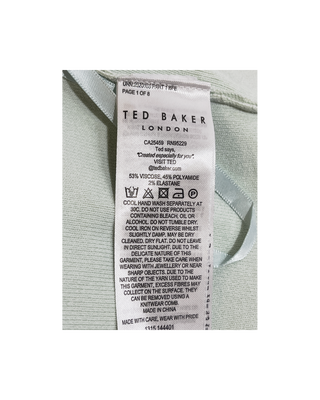 PAGE 1 OF 8
TED BAKER
LONDON
CA25459 RN95229
Ted says,
"Created especially for you".
VISIT TED
@tedbaker.com
53% VISCOSE, 45% POLYAMIDE
2% ELASTANE
COOL HAND WASH SEPARATELY AT
30C. DO NOT USE PRODUCTS
CONTAINING BLEACH, OIL, OR
ALCOHOL. DO NOT TUMBLE DRY.
COOL IRON ON REVERSE WHILST
SLIGHTLY DAMP. MAY BE DRY
CLEANED. DRY FLAT. DO NOT LEAVE
IN DIRECT SUNLIGHT. DUE TO THE
DELICATE NATURE OF THIS
GARMENT, PLEASE TAKE CARE WHEN
WEARING WITH JEWELLERY OR NEAR
SHARP OBJECTS. DUE TO THE
NATURE OF THE YARN USED TO MAKE
THIS GARMENT, EXCESS FIBRES MAY
COLLECT ON THE SURFACE. THEY
CAN BE REMOVED USING A
KNITWEAR COMB.
MADE IN CHINA
MADE WITH CARE, WEAR WITH PRIDE
1315 144401